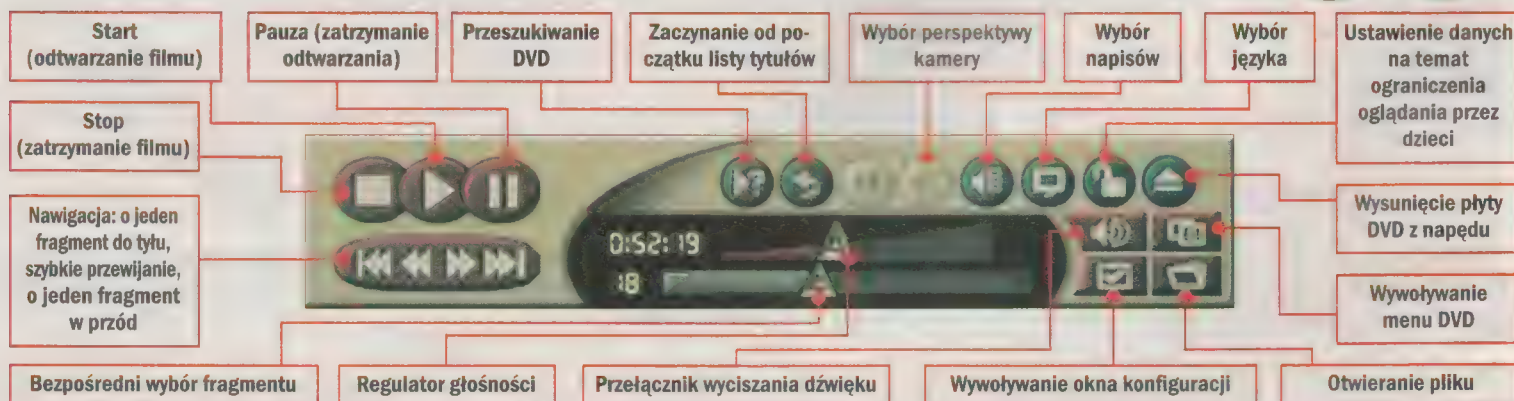 Start
(odtwarzanie filmu)
Pauza (zatrzymanie
odtwarzania)
Przeszukiwanie
DVD
Zaczynanie od po-
czątku listy tytułów
Wybór perspektywy
kamery
Wybór
napisów
Wybór
języka
Ustawienie danych
na temat
ograniczenia
oglądania przez
dzieci
Stop
(zatrzymanie filmu)
Nawigacja: o jeden
fragment do tyłu,
szybkie przewijanie,
o jeden fragment
w przód
0:52:19
18
Wysunięcie płyty
DVD z napędu
Wywoływanie
menu DVD
Bezpośredni wybór fragmentu
Regulator głośności
Przełącznik wyciszania dźwięku
Wywoływanie okna konfiguracji
Otwieranie pliku